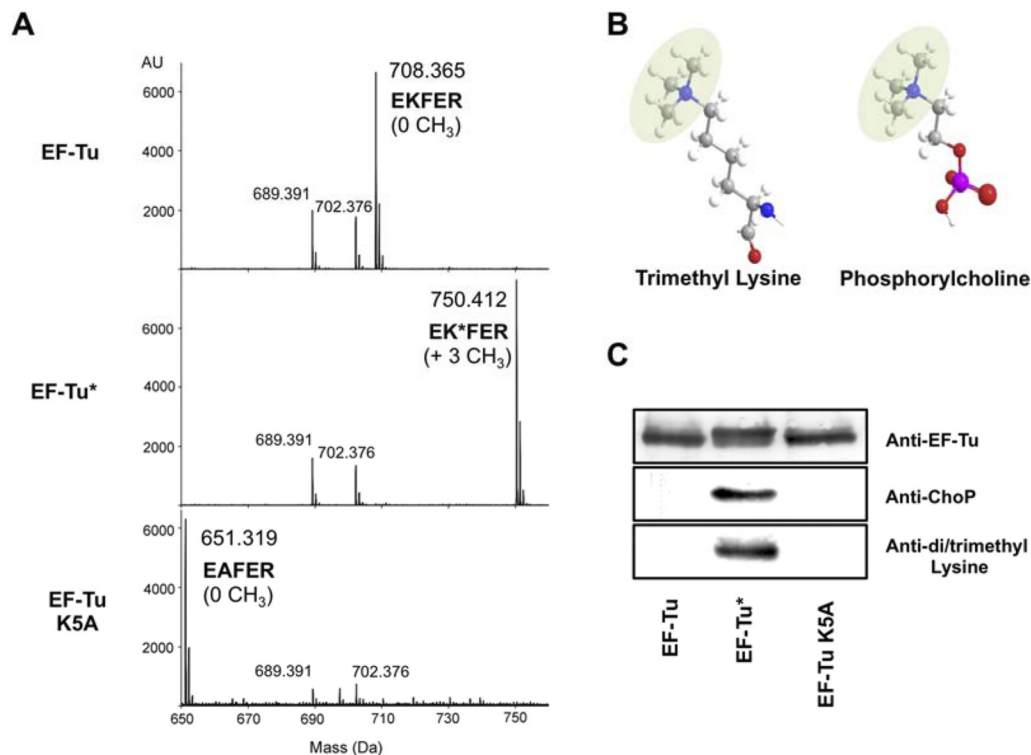 A
AU
6000
4000
2000
EF-Tu
689.391
702.376
708.365
EKFER
(0 CH₃)
6000
4000
2000
EF-Tu*
689.391
702.376
750.412
EK*FER
(+ 3 CH₃)
6000
4000
2000
EF-Tu
K5A
651.319
EAFER
(0 CH₃)
689.391
702.376
650
670
690
710
730
750
Mass (Da)
B
Trimethyl Lysine
Phosphorylcholine
C
Anti-EF-Tu
Anti-ChoP
Anti-di/trimethyl
Lysine
EF-Tu
EF-Tu*
EF-Tu K5A